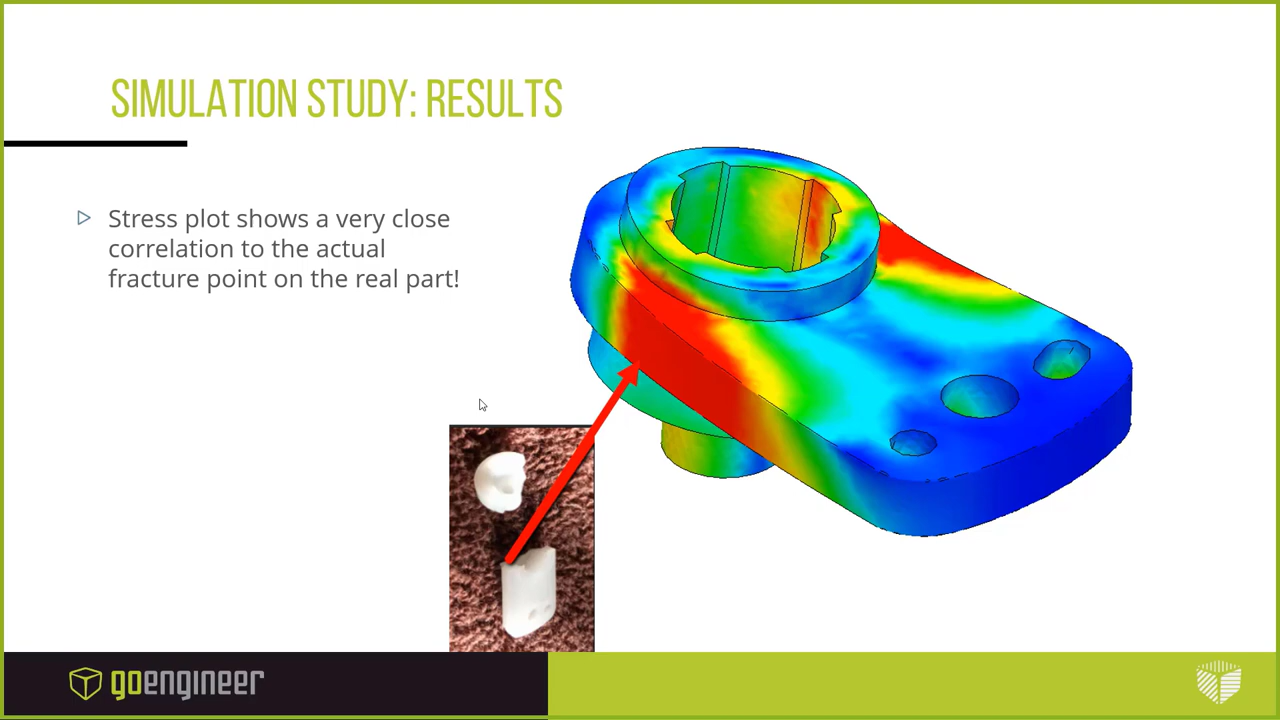 SIMULATION STUDY: RESULTS
Stress plot shows a very close
correlation to the actual
fracture point on the real part!
goengineer